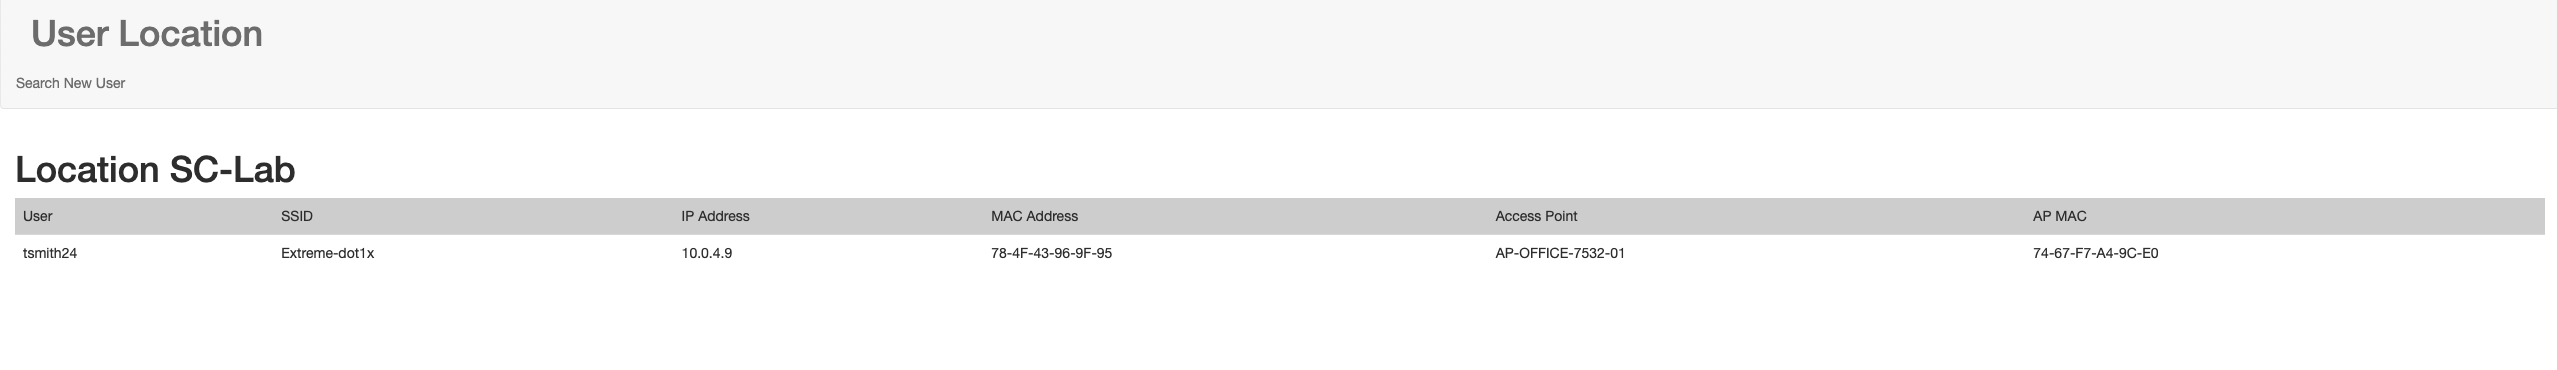 User Location
Search New User
Location SC-Lab
User SSID IP Address MAC Address Access Point AP MAC
tsmith24 Extreme-dot1x 10.0.4.9 78-4F-43-96-9F-95 AP-OFFICE-7532-01 74-67-F7-A4-9C-E0